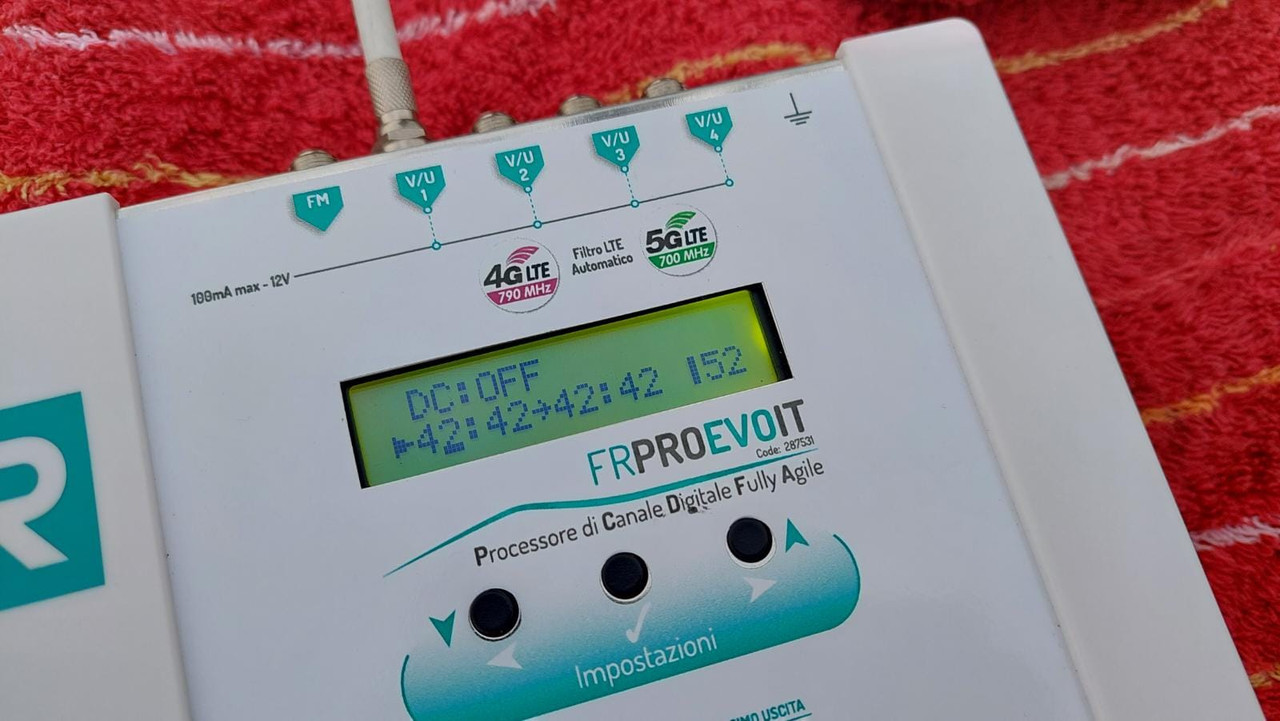 FM
V/U
1
V/U
2
V/U
3
V/U
4
100mA max - 12V
4G LTE
790 MHz
Filtro LTE
Automatico
5G LTE
700 MHz
DC:OFF
42:42→42:42 152
FRPROEVOIT
Code: 287531
Processore di Canale Digitale Fully Agile
Impostazioni
R
USCITA